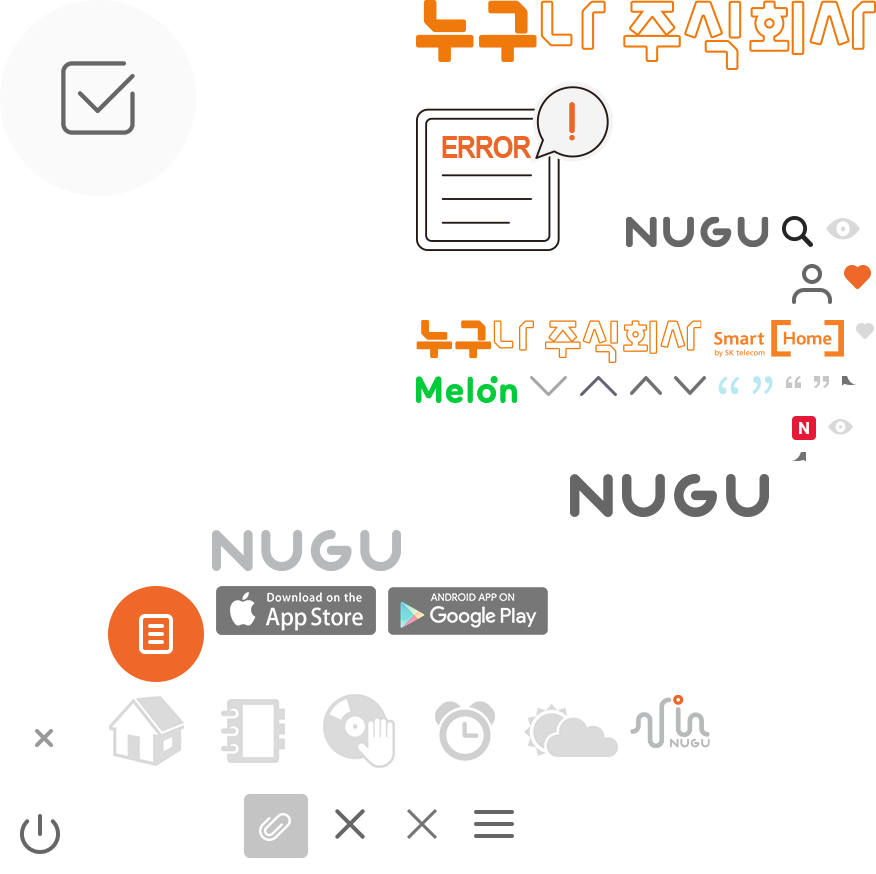 누구나 주식회사
ERROR
!
NUGU
누구나 주식회사
Smart [Home]
by SK telecom
Melon
“ ” “ ”
N
NUGU
NUGU
Download on the
App Store
ANDROID APP ON
Google Play
NUGU